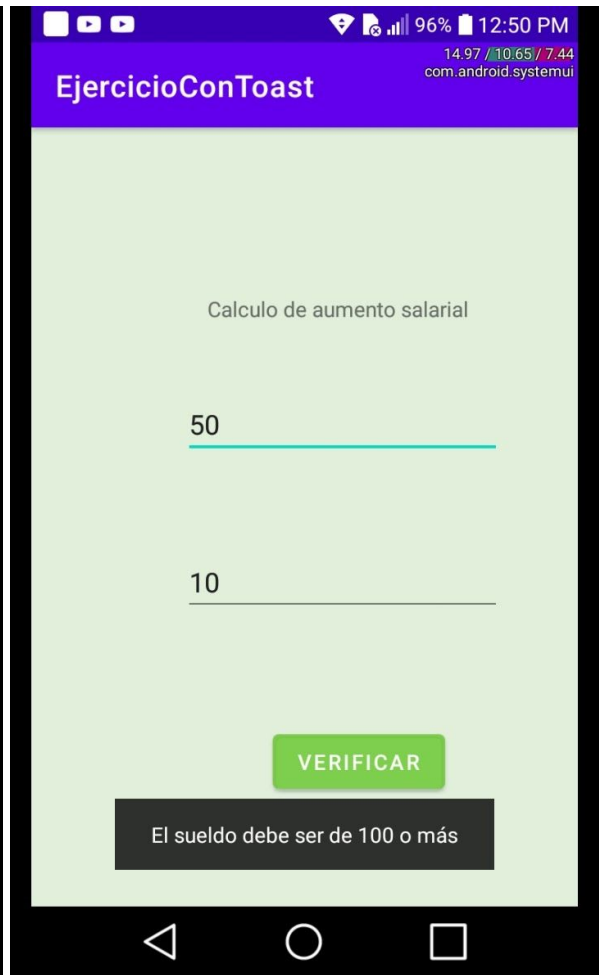 96% 12:50 PM
14.97 / 10.65 / 7.44
com.android.systemui
EjercicioConToast
Calculo de aumento salarial
50
10
VERIFICAR
El sueldo debe ser de 100 o más